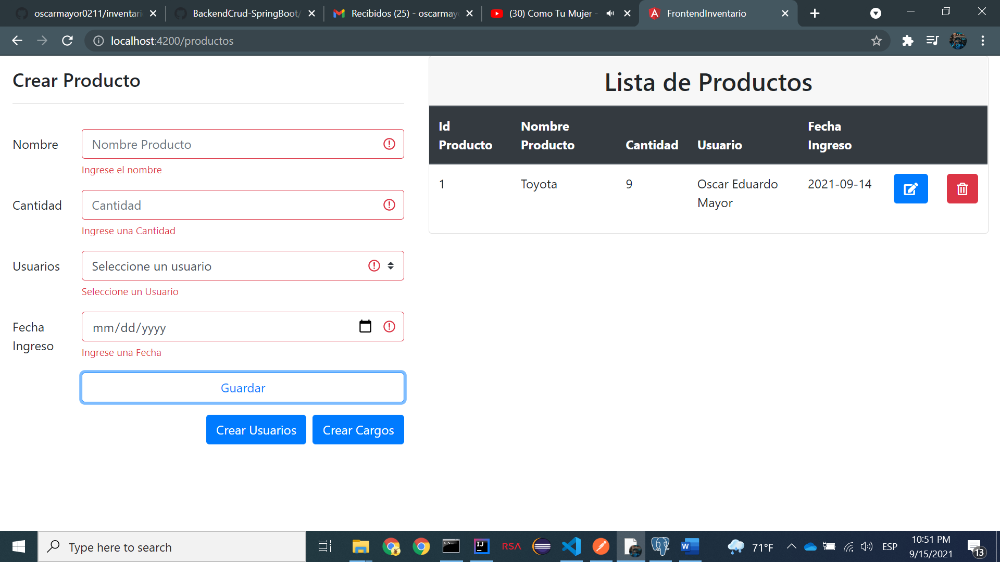 oscarmayor0211/inventari
BackendCrud-SpringBoot/
Recibidos (25) - oscarmayo
(30) Como Tu Mujer -
FrontendInventario
localhost:4200/productos
Crear Producto
Nombre
Nombre Producto
Ingrese el nombre
Cantidad
Cantidad
Ingrese una Cantidad
Usuarios
Seleccione un usuario
Seleccione un Usuario
Fecha
Ingreso
mm/dd/yyyy
Ingrese una Fecha
Guardar
Crear Usuarios
Crear Cargos
Lista de Productos
Id
Producto
Nombre
Producto
Cantidad
Usuario
Fecha
Ingreso
1
Toyota
9
Oscar Eduardo
Mayor
2021-09-14
Type here to search
IJ
RSA
W
71°F
ESP
10:51 PM
9/15/2021
13